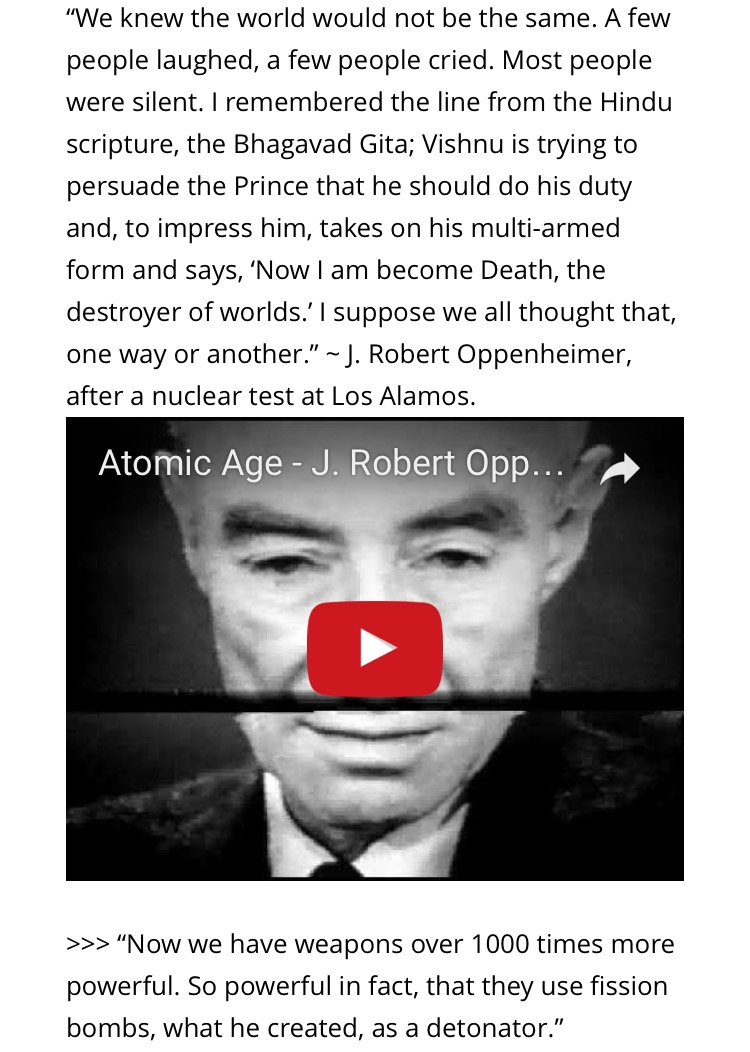 “We knew the world would not be the same. A few
people laughed, a few people cried. Most people
were silent. I remembered the line from the Hindu
scripture, the Bhagavad Gita; Vishnu is trying to
persuade the Prince that he should do his duty
and, to impress him, takes on his multi-armed
form and says, ‘Now I am become Death, the
destroyer of worlds.’ I suppose we all thought that,
one way or another.” ~ J. Robert Oppenheimer,
after a nuclear test at Los Alamos.
Atomic Age - J. Robert Opp...
>>> “Now we have weapons over 1000 times more
powerful. So powerful in fact, that they use fission
bombs, what he created, as a detonator.”